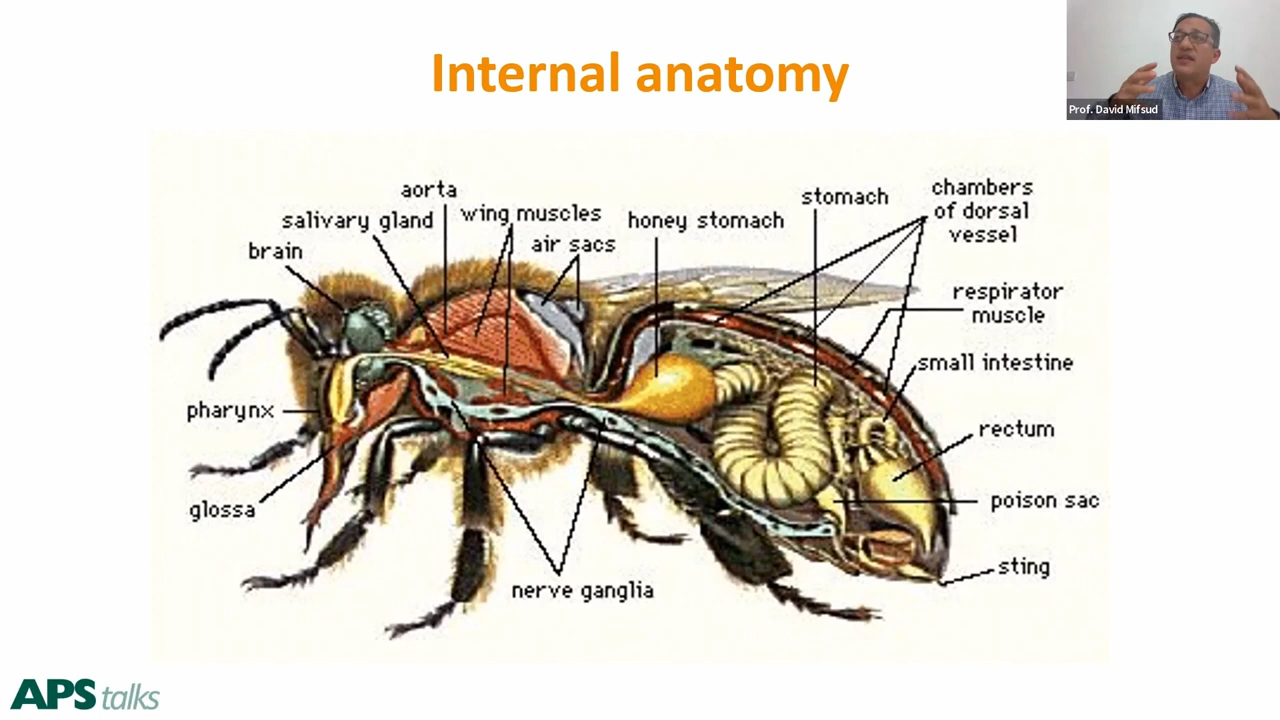 Internal anatomy
Prof. David Mifsud
aorta
salivary gland
wing muscles
brain
air sacs
honey stomach
stomach
chambers
of dorsal
vessel
respirator
muscle
small intestine
pharynx
rectum
glossa
poison sac
nerve ganglia
sting
APS talks